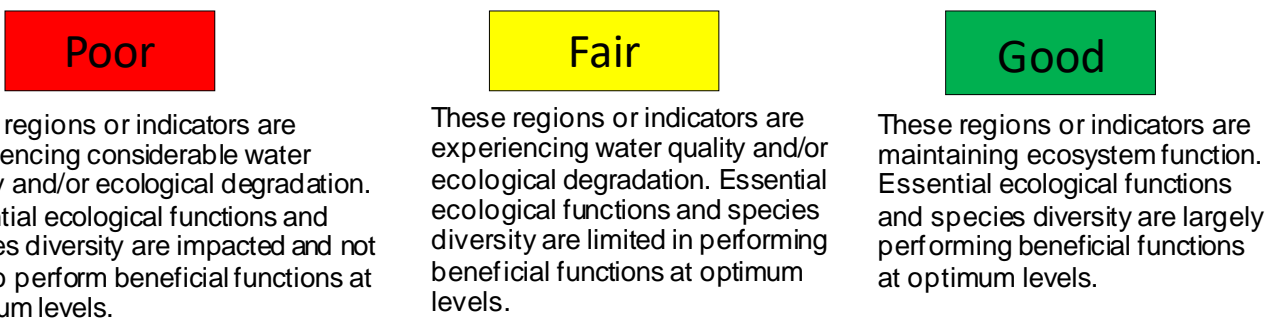 Poor
regions or indicators are
encing considerable water
and/or ecological degradation.
tial ecological functions and
es diversity are impacted and not
perform beneficial functions at
um levels.
Fair
These regions or indicators are
experiencing water quality and/or
ecological degradation. Essential
ecological functions and species
diversity are limited in performing
beneficial functions at optimum
levels.
Good
These regions or indicators are
maintaining ecosystem function.
Essential ecological functions
and species diversity are largely
performing beneficial functions
at optimum levels.